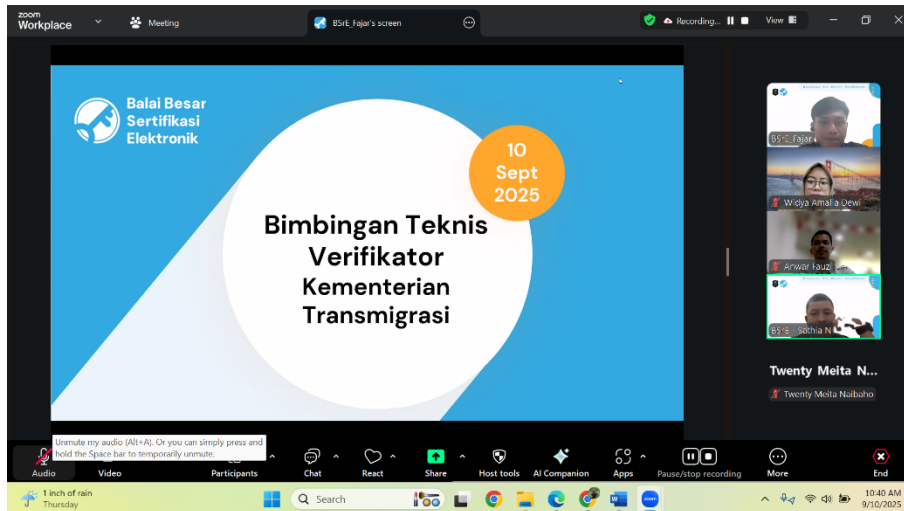 zoom
Workplace
Meeting
BSrE_Fajar's screen
Recording...
View
Balai Besar
Sertifikasi
Elektronik
10
Sept
2025
Bimbingan Teknis
Verifikator
Kementerian
Transmigrasi
BSrE_Fajar
Widya Amalia Dewi
Anwar Fauzi
BSrE - Sathia N
Twenty Meita N...
Twenty Meita Naibaho
Unmute my audio (Alt+A). Or you can simply press and
hold the Space bar to temporarily unmute.
Audio
Video
Participants
Chat
React
Share
Host tools
AI Companion
Apps
Pause/stop recording
More
End
1 inch of rain
Thursday
Search
10:40 AM
9/10/2025